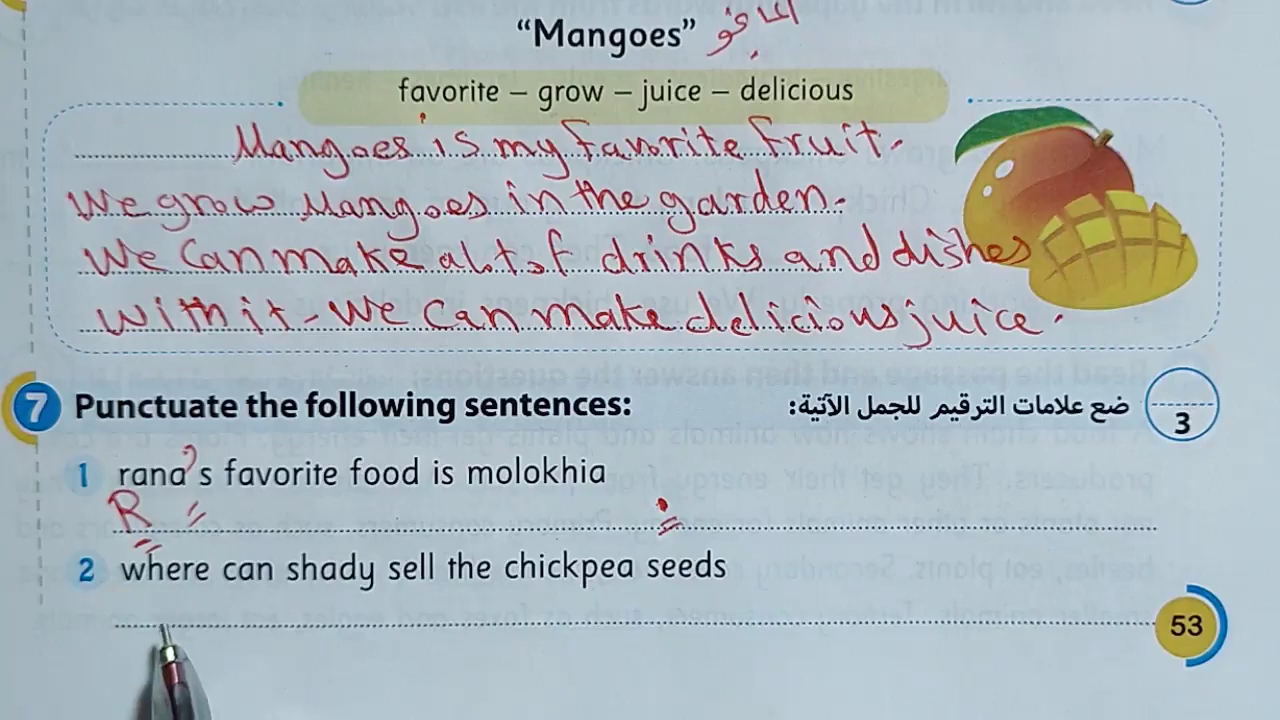 “Mangoes” المانجو
favorite – grow – juice – delicious
Mangoes is my favorite fruit.
We grow Mangoes in the garden.
We can make a lot of drinks and dishes
with it. We can make delicious juice.
7 Punctuate the following sentences: ضع علامات الترقيم للجمل الآتية: 3
1 rana's favorite food is molokhia
R .
2 where can shady sell the chickpea seeds
53